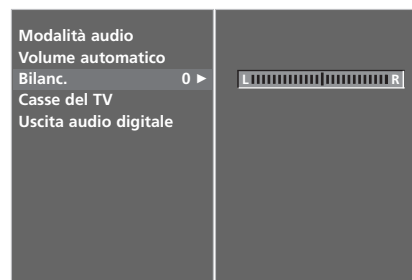 Modalità audio
Volume automatico
Bilanc. 0 ►
L R
Casse del TV
Uscita audio digitale